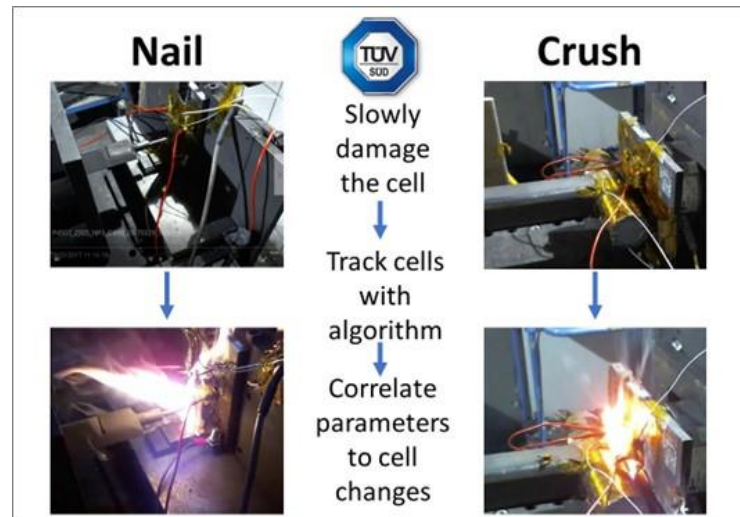 Nail
TÜV
SÜD
Crush
Slowly
damage
the cell
Track cells
with
algorithm
Correlate
parameters
to cell
changes